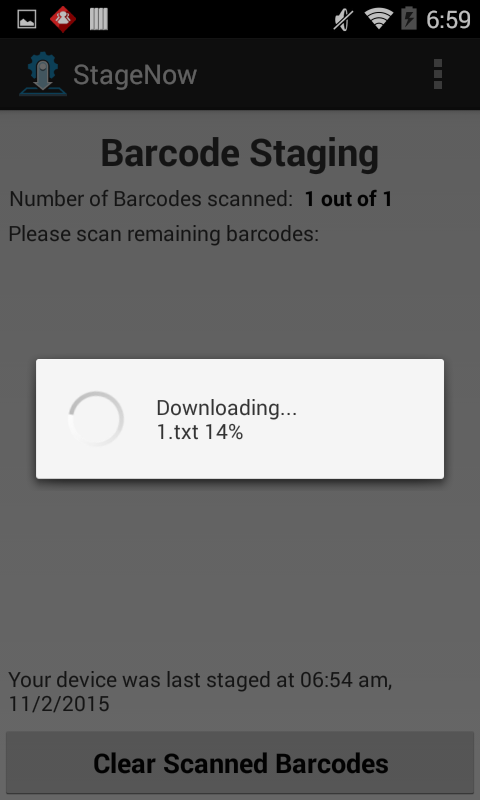 6:59
StageNow
Barcode Staging
Number of Barcodes scanned: 1 out of 1
Please scan remaining barcodes:
Downloading...
1.txt 14%
Your device was last staged at 06:54 am,
11/2/2015
Clear Scanned Barcodes